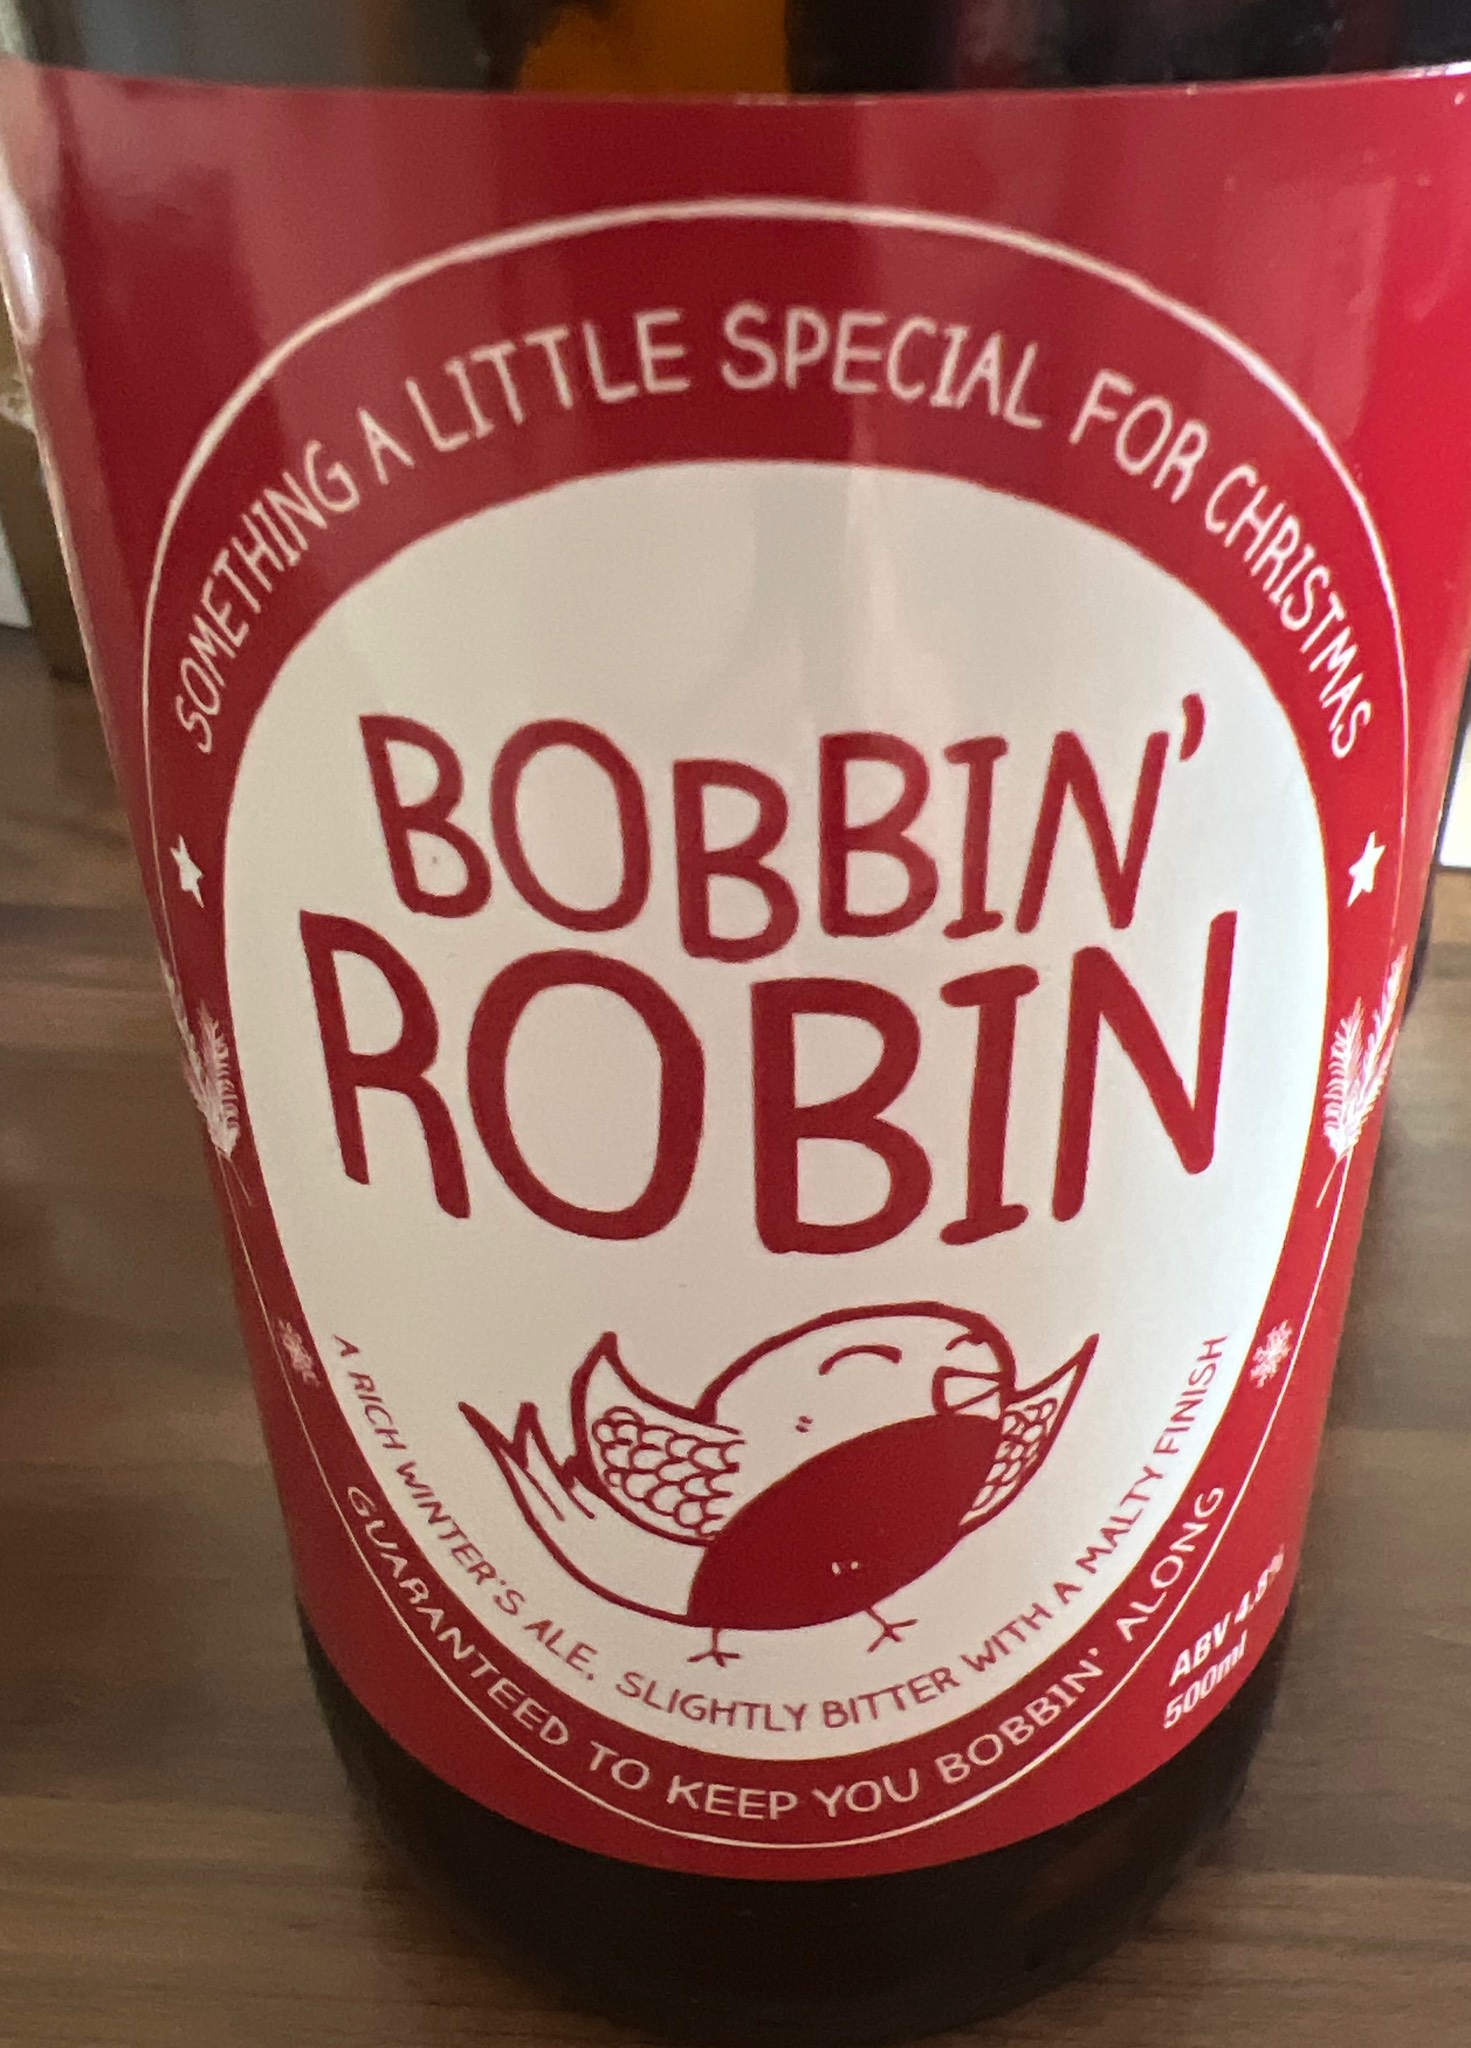 SOMETHING A LITTLE SPECIAL FOR CHRISTMAS
BOBBIN'
ROBIN
A RICH WINTER'S ALE, SLIGHTLY BITTER WITH A MALTY FINISH
GUARANTEED TO KEEP YOU BOBBIN' ALONG
ABV
500ml